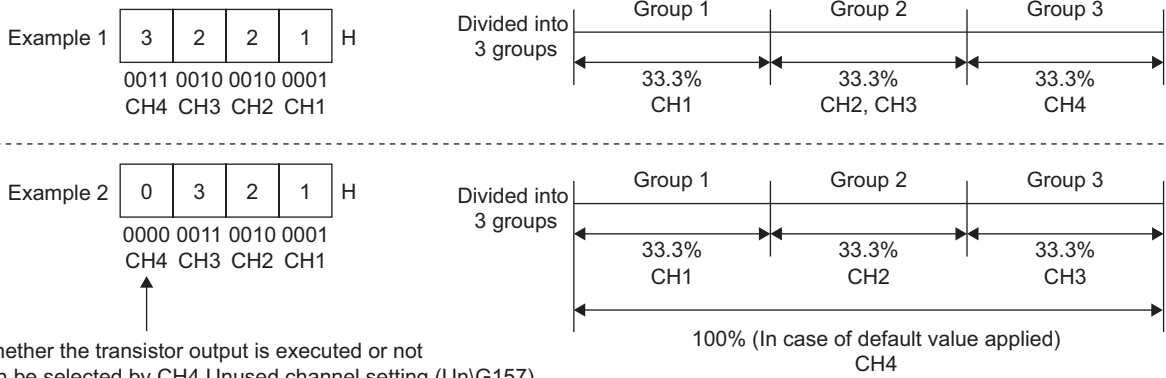 Example 1 3 2 2 1 H
0011 0010 0010 0001
CH4 CH3 CH2 CH1
Divided into
3 groups
Group 1 Group 2 Group 3
33.3% 33.3% 33.3%
CH1 CH2, CH3 CH4
Example 2 0 3 2 1 H
0000 0011 0010 0001
CH4 CH3 CH2 CH1
Divided into
3 groups
Group 1 Group 2 Group 3
33.3% 33.3% 33.3%
CH1 CH2 CH3
100% (In case of default value applied)
CH4
the transistor output is executed or not
be selected by CH4 Unused channel setting (Un\G157)